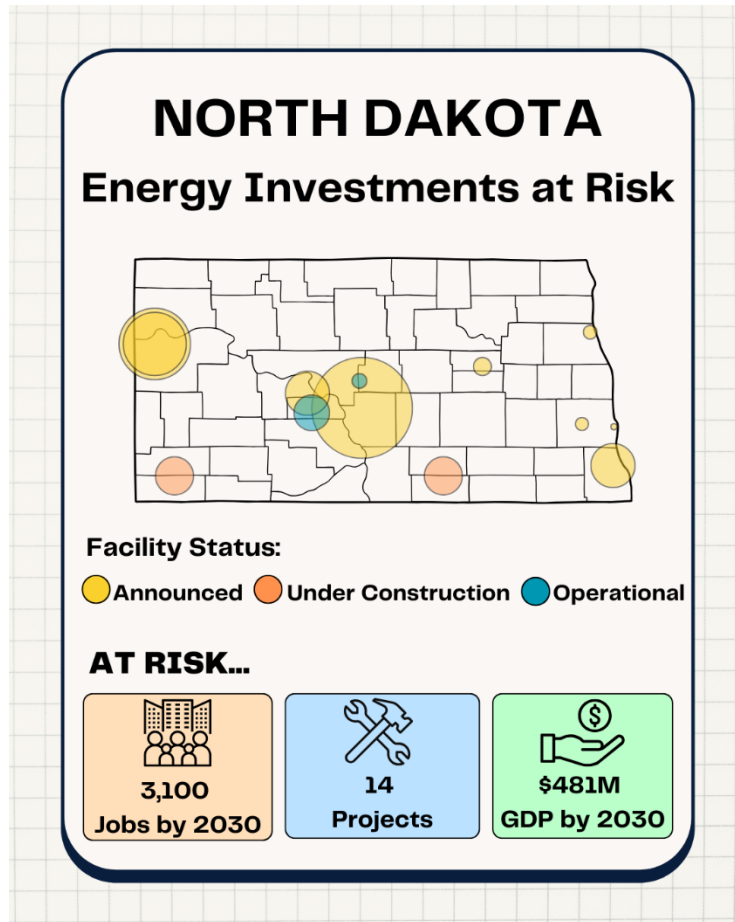 NORTH DAKOTA
Energy Investments at Risk
Facility Status:
Announced Under Construction Operational
AT RISK...
$
3,100
Jobs by 2030
14
Projects
$481M
GDP by 2030